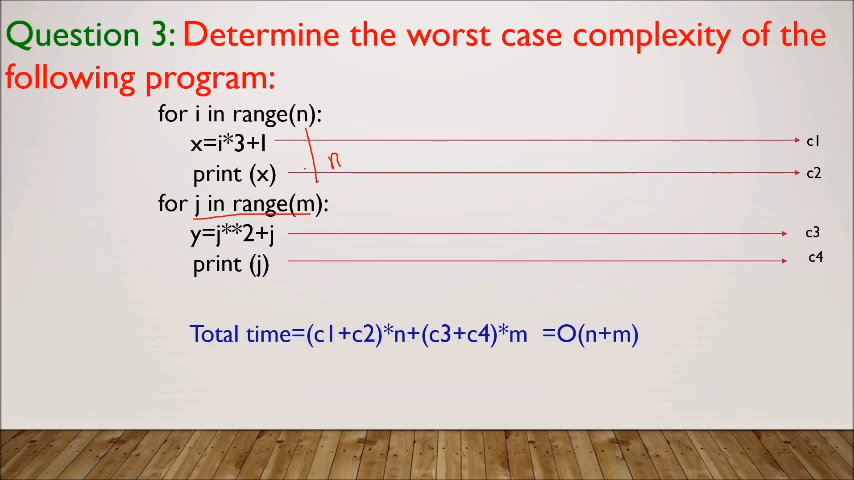 Question 3: Determine the worst case complexity of the
following program:
for i in range(n):
x=i*3+1 c1
n
print (x) c2
for j in range(m):
y=j**2+j c3
print (j) c4
Total time=(c1+c2)*n+(c3+c4)*m =O(n+m)